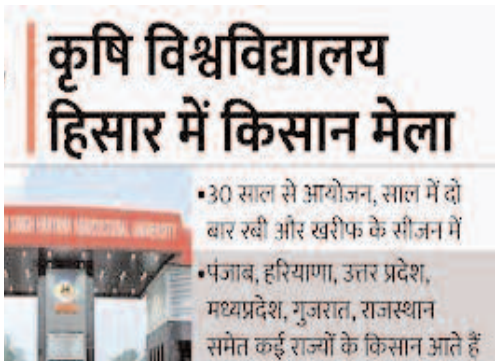 कृषि विश्वविद्यालय
हिसार में किसान मेला
•30 साल से आयोजन, साल में दो
बार रबी और खरीफ के सीजन में
•पंजाब, हरियाणा, उत्तर प्रदेश,
मध्यप्रदेश, गुजरात, राजस्थान
समेत कई राज्यों के किसान आते हैं